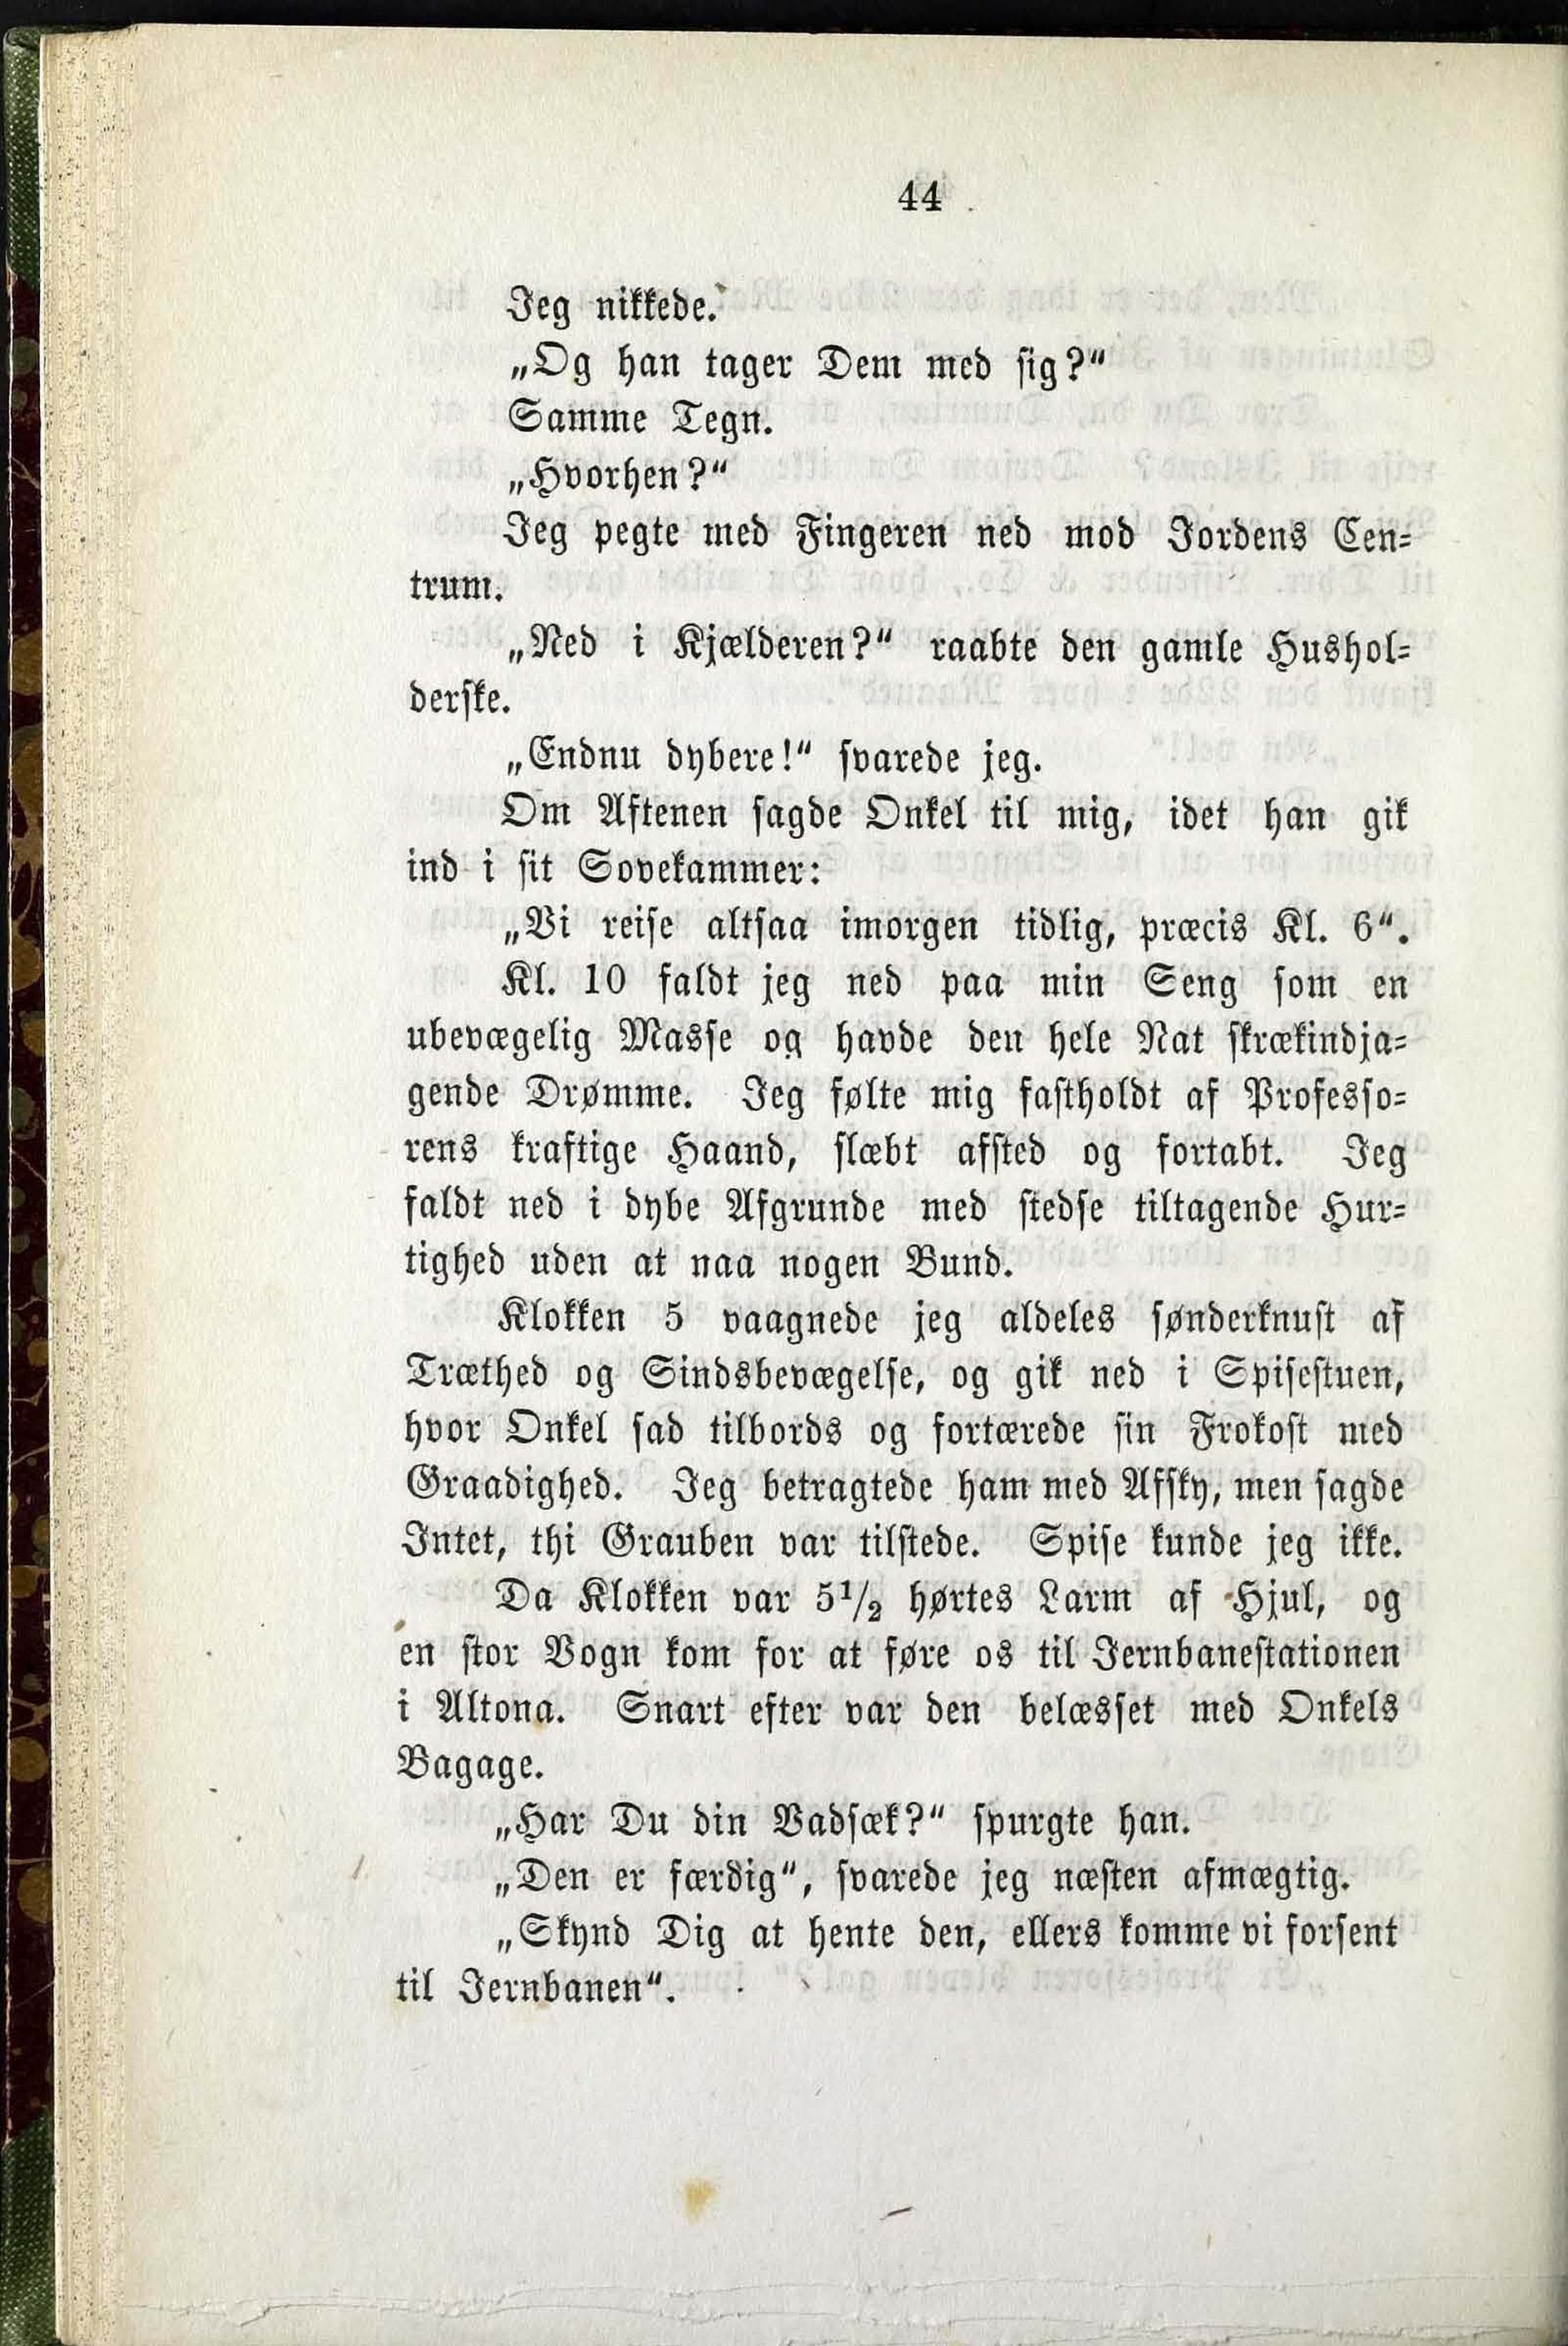 44
Jeg nikkede.
„Og han tager Dem med sig?“
Samme Tegn.
„Hvorhen?“
Jeg pegte med Fingeren ned mod Jordens Cen-
trum.
„Ned i Kjælderen?“ raabte den gamle Hushol-
derske.
„Endnu dybere!“ svarede jeg.
Om Aftenen sagde Onkel til mig, idet han gik
ind i sit Sovekammer:
„Vi reise altsaa imorgen tidlig, præcis Kl. 6“.
Kl. 10 faldt jeg ned paa min Seng som en
ubevægelig Masse og havde den hele Nat skrækindja-
gende Drømme. Jeg følte mig fastholdt af Professo-
rens kraftige Haand, slæbt afsted og fortabt. Jeg
faldt ned i dybe Afgrunde med stedse tiltagende Hur-
tighed uden at naa nogen Bund.
Klokken 5 vaagnede jeg aldeles sønderknust af
Træthed og Sindsbevægelse, og gik ned i Spisestuen,
hvor Onkel sad tilbords og fortærede sin Frokost med
Graadighed. Jeg betragtede ham med Afsky, men sagde
Intet, thi Grauben var tilstede. Spise kunde jeg ikke.
Da Klokken var 5½ hørtes Larm af Hjul, og
en stor Vogn kom for at føre os til Jernbanestationen
i Altona. Snart efter var den belæsset med Onkels
Bagage.
„Har Du din Vadsæk?“ spurgte han.
„Den er færdig“, svarede jeg næsten afmægtig.
„Skynd Dig at hente den, ellers komme vi forsent
til Jernbanen“.